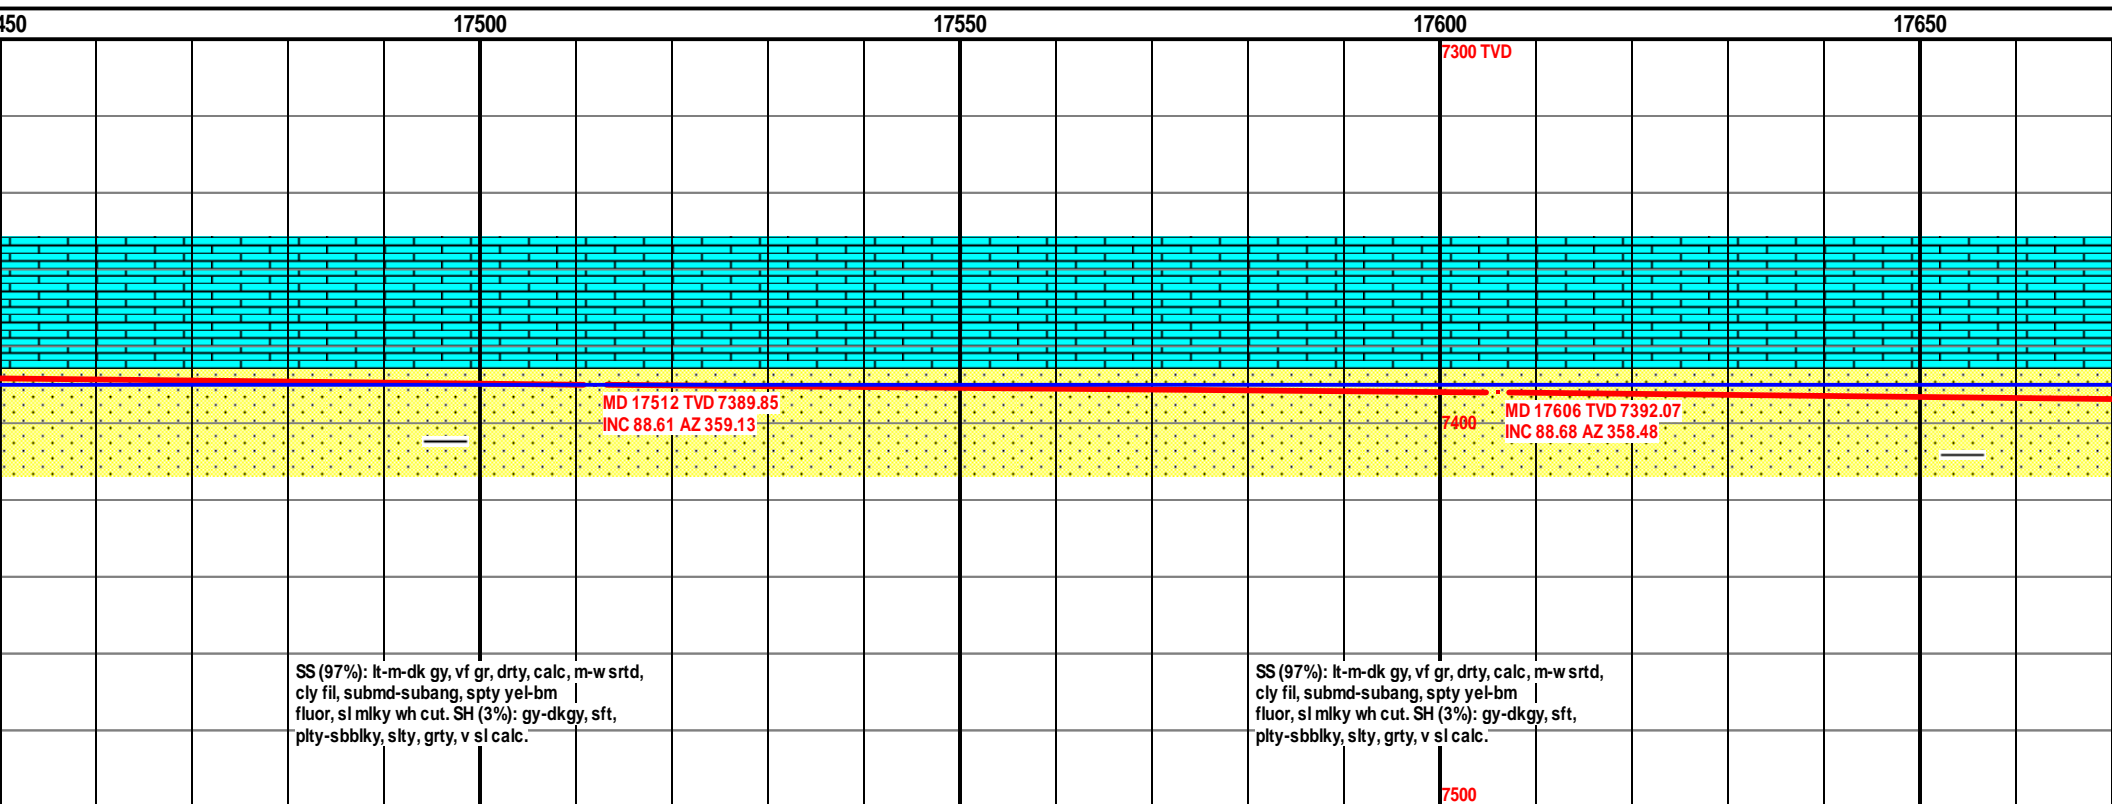 450 17500 17550 17600 17650
7300 TVD
MD 17512 TVD 7389.85
INC 88.61 AZ 359.13
7400
MD 17606 TVD 7392.07
INC 88.68 AZ 358.48
SS (97%): lt-m-dk gy, vf gr, drty, calc, m-w srtd,
cly fil, submd-subang, spty yel-bm
fluor, sl mlky wh cut. SH (3%): gy-dkgy, sft,
plty-sbblky, slty, grty, v sl calc.
SS (97%): lt-m-dk gy, vf gr, drty, calc, m-w srtd,
cly fil, submd-subang, spty yel-bm
fluor, sl mlky wh cut. SH (3%): gy-dkgy, sft,
plty-sbblky, slty, grty, v sl calc.
7500